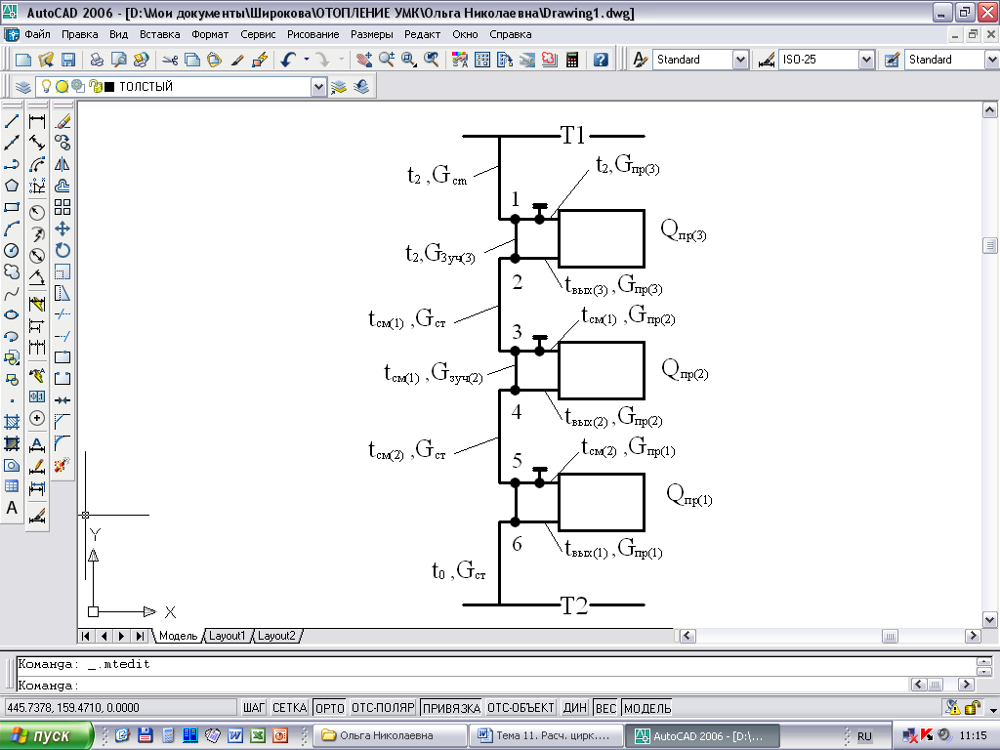 AutoCAD 2006 - [D:\Мои документы\Широкова\ОТОПЛЕНИЕ УМК\Ольга Николаевна\Drawing1.dwg]
Файл Правка Вид Вставка Формат Сервис Рисование Размеры Редакт Окно Справка
Standard ISO-25 Standard
ТОЛСТЫЙ
T1
t2 ,Gcm
t2,Gпр(3)
1
Qпр(3)
t2,G3уч(3)
2
tвых(3) ,Gпр(3)
tсм(1) ,Gст
tсм(1) ,Gпр(2)
3
tсм(1) ,Gзуч(2)
Qпр(2)
4
tвых(2) ,Gпр(2)
tсм(2) ,Gст
tсм(2) ,Gпр(1)
5
Qпр(1)
6
tвых(1) ,Gпр(1)
t0 ,Gст
T2
Y
X
Модель Layout1 Layout2
Команда: _.mtedit
Команда:
445.7378, 159.4710, 0.0000 ШАГ СЕТКА ОРТО ОТС-ПОЛЯР ПРИВЯЗКА ОТС-ОБЪЕКТ ДИН ВЕС МОДЕЛЬ
пуск Ольга Николаевна Тема 11. Расч. цирк.... AutoCAD 2006 - [D:\... RU 11:15